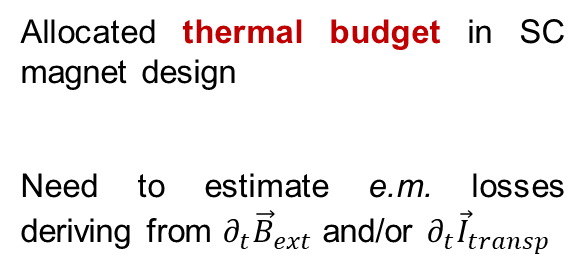 Allocated thermal budget in SC
magnet design
Need to estimate e.m. losses
deriving from ∂ₜB⃗ₑₓₜ and/or ∂ₜI⃗ₜᵣₐₙₛₚ